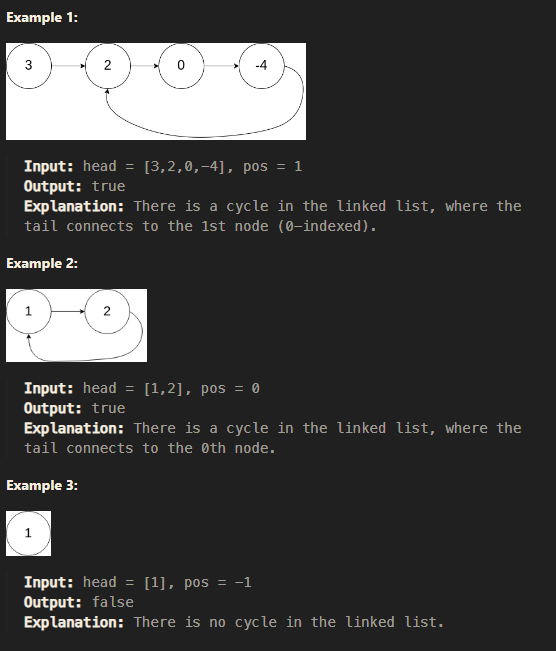 Example 1:
3 2 0 -4
Input: head = [3,2,0,-4], pos = 1
Output: true
Explanation: There is a cycle in the linked list, where the
tail connects to the 1st node (0-indexed).
Example 2:
1 2
Input: head = [1,2], pos = 0
Output: true
Explanation: There is a cycle in the linked list, where the
tail connects to the 0th node.
Example 3:
1
Input: head = [1], pos = -1
Output: false
Explanation: There is no cycle in the linked list.